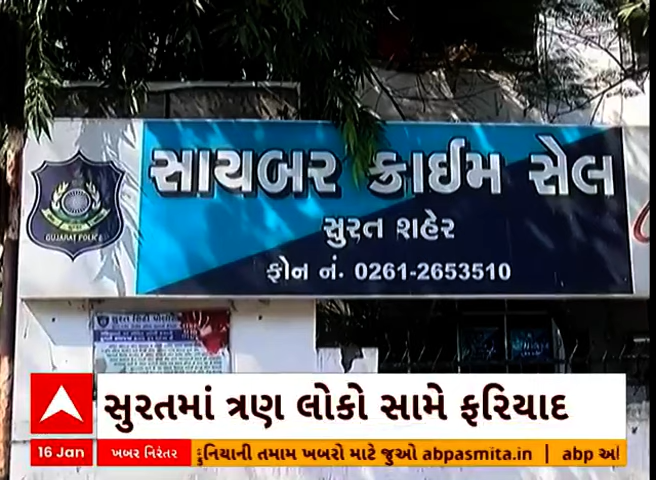 સાયબર ક્રાઈમ સેલ
સુરત શહેર
ફોન નં. 0261-2653510
GUJARAT POLICE
સુરત સિટી પોલીસ
સુરતમાં ત્રણ લોકો સામે ફરિયાદ
16 Jan ખબર નિરંતર દુનિયાની તમામ ખબરો માટે જુઓ abpasmita.in | abp